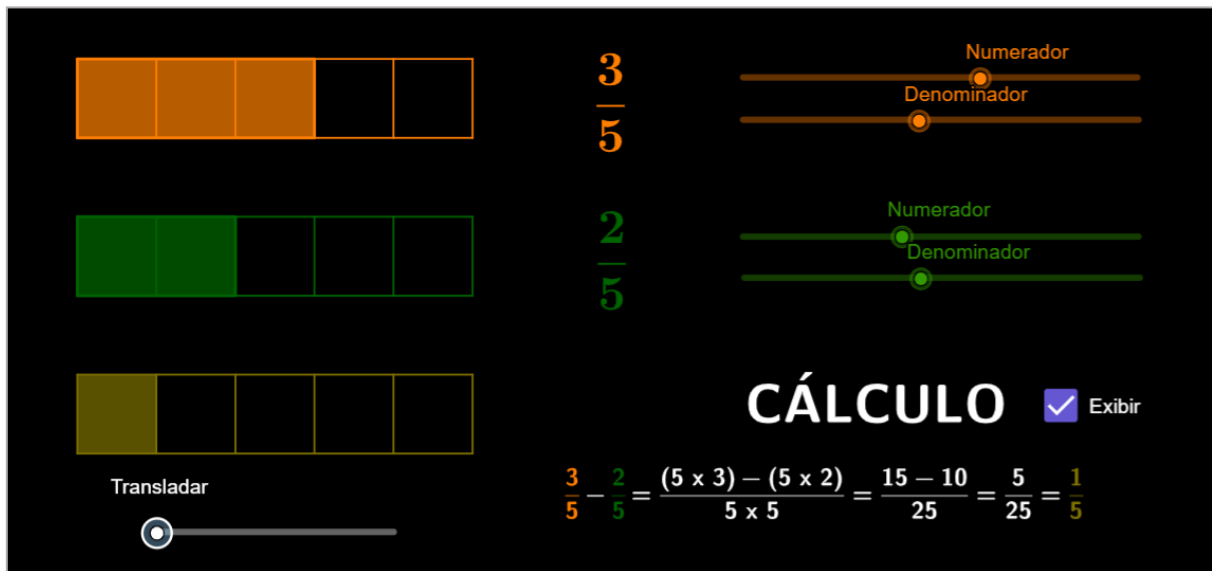 3
5
Numerador
Denominador
2
5
Numerador
Denominador
CÁLCULO
Exibir
Transladar
3/5 − 2/5 = (5 x 3) − (5 x 2)/5 x 5 = 15 − 10/25 = 5/25 = 1/5